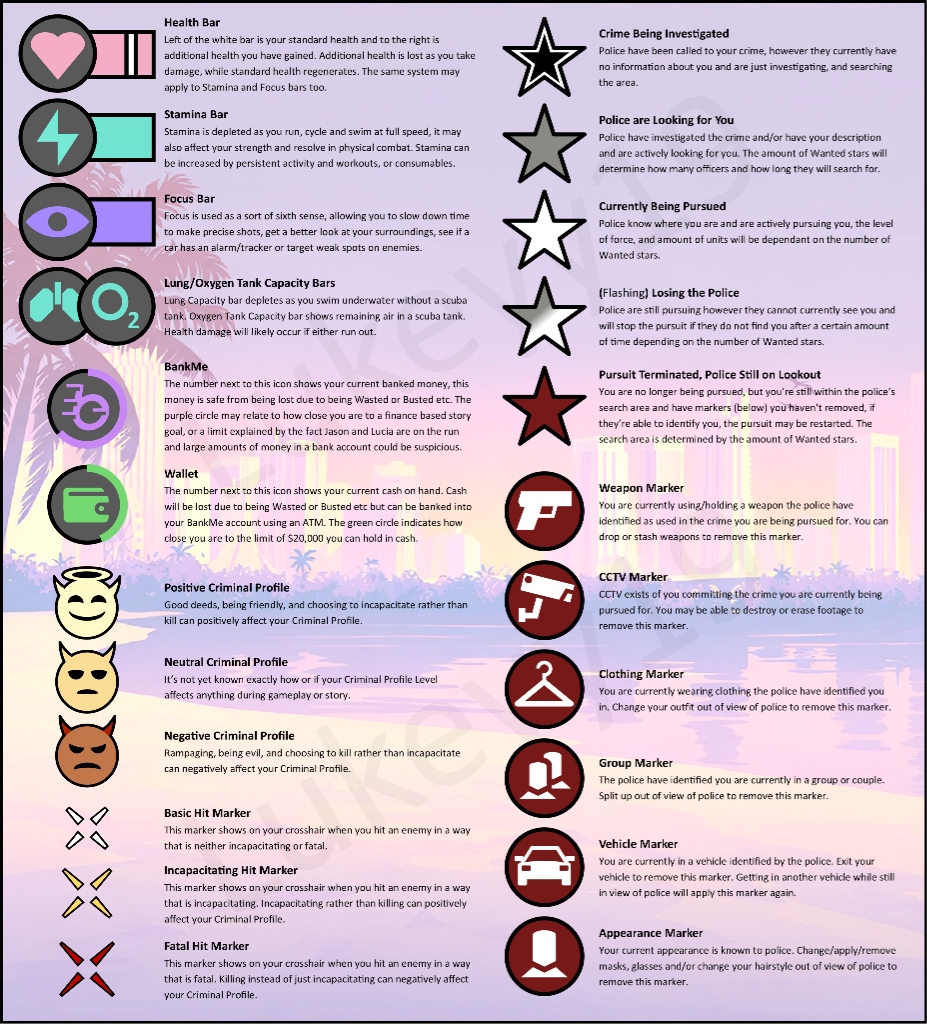 Health Bar
Left of the white bar is your standard health and to the right is
additional health you have gained. Additional health is lost as you take
damage, while standard health regenerates. The same system may
apply to Stamina and Focus bars too.
Stamina Bar
Stamina is depleted as you run, cycle and swim at full speed, it may
also affect your strength and resolve in physical combat. Stamina can
be increased by persistent activity and workouts, or consumables.
Focus Bar
Focus is used as a sort of sixth sense, allowing you to slow down time
to make precise shots, get a better look at your surroundings, see if a
car has an alarm/tracker or target weak spots on enemies.
O2
Lung/Oxygen Tank Capacity Bars
Lung Capacity bar depletes as you swim underwater without a scuba
tank. Oxygen Tank Capacity bar shows remaining air in a scuba tank.
Health damage will likely occur if either run out.
BankMe
The number next to this icon shows your current banked money, this
money is safe from being lost due to being Wasted or Busted etc. The
purple circle may relate to how close you are to a finance based story
goal, or a limit explained by the fact Jason and Lucia are on the run
and large amounts of money in a bank account could be suspicious.
Wallet
The number next to this icon shows your current cash on hand. Cash
will be lost due to being Wasted or Busted etc but can be banked into
your BankMe account using an ATM. The green circle indicates how
close you are to the limit of $20,000 you can hold in cash.
Positive Criminal Profile
Good deeds, being friendly, and choosing to incapacitate rather than
kill can positively affect your Criminal Profile.
Neutral Criminal Profile
It's not yet known exactly how or if your Criminal Profile Level
affects anything during gameplay or story.
Negative Criminal Profile
Rampaging, being evil, and choosing to kill rather than incapacitate
can negatively affect your Criminal Profile.
Basic Hit Marker
This marker shows on your crosshair when you hit an enemy in a way
that is neither incapacitating or fatal.
Incapacitating Hit Marker
This marker shows on your crosshair when you hit an enemy in a way
that is incapacitating. Incapacitating rather than killing can positively
affect your Criminal Profile.
Fatal Hit Marker
This marker shows on your crosshair when you hit an enemy in a way
that is fatal. Killing instead of just incapacitating can negatively affect
your Criminal Profile.
Crime Being Investigated
Police have been called to your crime, however they currently have
no information about you and are just investigating, and searching
the area.
Police are Looking for You
Police have investigated the crime and/or have your description
and are actively looking for you. The amount of Wanted stars will
determine how many officers and how long they will search for.
Currently Being Pursued
Police know where you are and are actively pursuing you, the level
of force, and amount of units will be dependant on the number of
Wanted stars.
(Flashing) Losing the Police
Police are still pursuing however they cannot currently see you and
will stop the pursuit if they do not find you after a certain amount
of time depending on the number of Wanted stars.
Pursuit Terminated, Police Still on Lookout
You are no longer being pursued, but you're still within the police's
search area and have markers (below) you haven't removed, if
they're able to identify you, the pursuit may be restarted. The
search area is determined by the amount of Wanted stars.
Weapon Marker
You are currently using/holding a weapon the police have
identified as used in the crime you are being pursued for. You can
drop or stash weapons to remove this marker.
CCTV Marker
CCTV exists of you committing the crime you are currently being
pursued for. You may be able to destroy or erase footage to
remove this marker.
Clothing Marker
You are currently wearing clothing the police have identified you
in. Change your outfit out of view of police to remove this marker.
Group Marker
The police have identified you are currently in a group or couple.
Split up out of view of police to remove this marker.
Vehicle Marker
You are currently in a vehicle identified by the police. Exit your
vehicle to remove this marker. Getting in another vehicle while still
in view of police will apply this marker again.
Appearance Marker
Your current appearance is known to police. Change/apply/remove
masks, glasses and/or change your hairstyle out of view of police to
remove this marker.